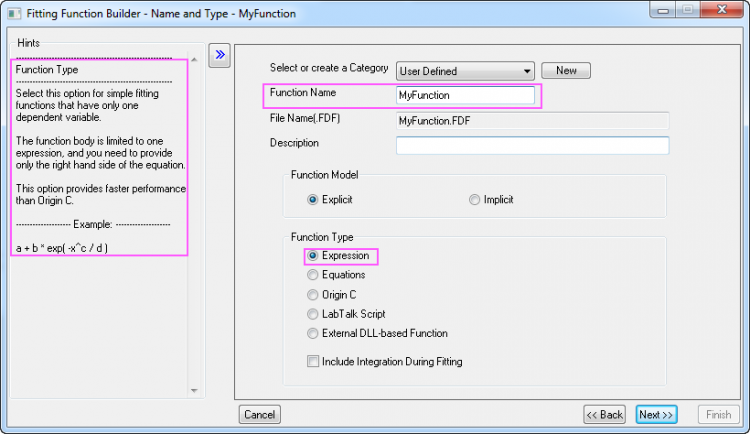 Fitting Function Builder - Name and Type - MyFunction
Hints
Function Type
Select this option for simple fitting
functions that have only one
dependent variable.
The function body is limited to one
expression, and you need to provide
only the right hand side of the equation.
This option provides faster performance
than Origin C.
-------------------- Example: --------------------
a + b * exp( -x^c / d )
Select or create a Category
User Defined
New
Function Name
MyFunction
File Name(.FDF)
MyFunction.FDF
Description
Function Model
Explicit
Implicit
Function Type
Expression
Equations
Origin C
LabTalk Script
External DLL-based Function
Include Integration During Fitting
Cancel
<< Back
Next >>
Finish